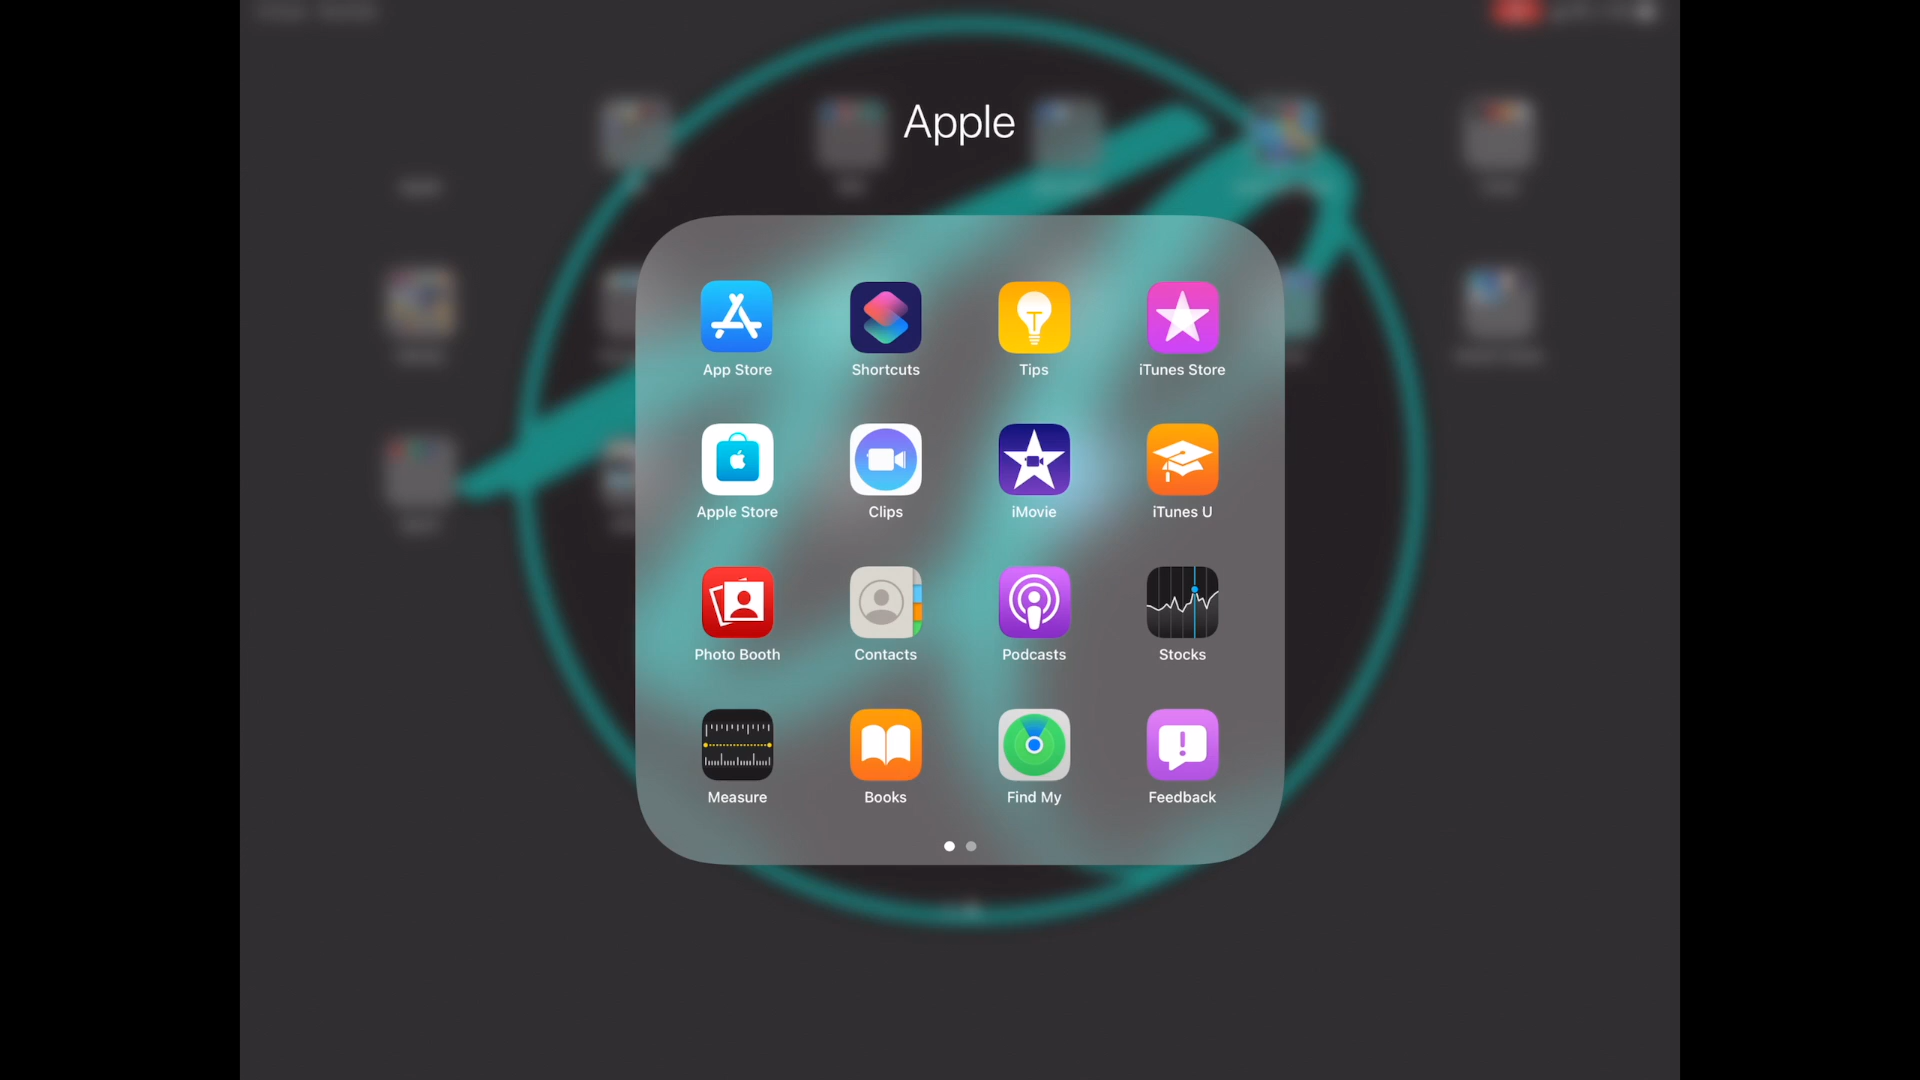 Apple
App Store
Shortcuts
Tips
iTunes Store
Apple Store
Clips
iMovie
iTunes U
Photo Booth
Contacts
Podcasts
Stocks
Measure
Books
Find My
Feedback